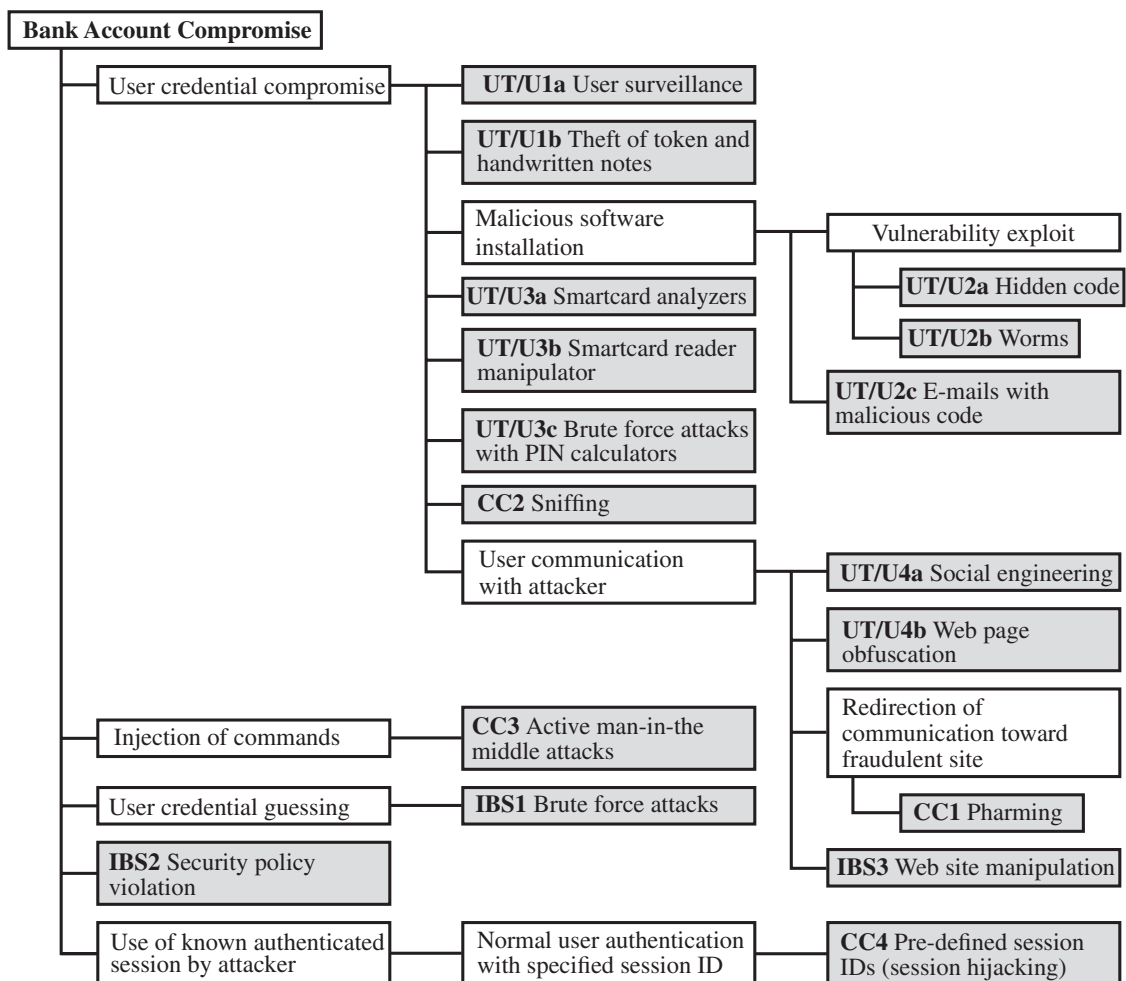 Bank Account Compromise
User credential compromise
UT/U1a User surveillance
UT/U1b Theft of token and
handwritten notes
Malicious software
installation
Vulnerability exploit
UT/U2a Hidden code
UT/U2b Worms
UT/U2c E-mails with
malicious code
UT/U3a Smartcard analyzers
UT/U3b Smartcard reader
manipulator
UT/U3c Brute force attacks
with PIN calculators
CC2 Sniffing
User communication
with attacker
UT/U4a Social engineering
UT/U4b Web page
obfuscation
Redirection of
communication toward
fraudulent site
CC1 Pharming
IBS3 Web site manipulation
Injection of commands
CC3 Active man-in-the
middle attacks
User credential guessing
IBS1 Brute force attacks
IBS2 Security policy
violation
Use of known authenticated
session by attacker
Normal user authentication
with specified session ID
CC4 Pre-defined session
IDs (session hijacking)